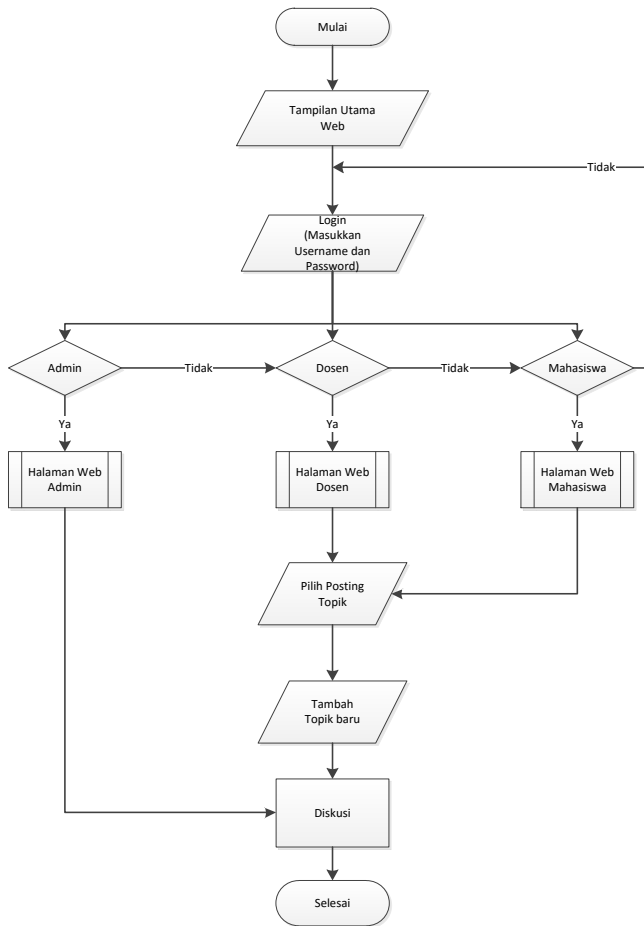 Mulai
Tampilan Utama
Web
Tidak
Login
(Masukkan
Username dan
Password)
Admin
Tidak
Dosen
Tidak
Mahasiswa
Ya
Ya
Ya
Halaman Web
Admin
Halaman Web
Dosen
Halaman Web
Mahasiswa
Pilih Posting
Topik
Tambah
Topik baru
Diskusi
Selesai